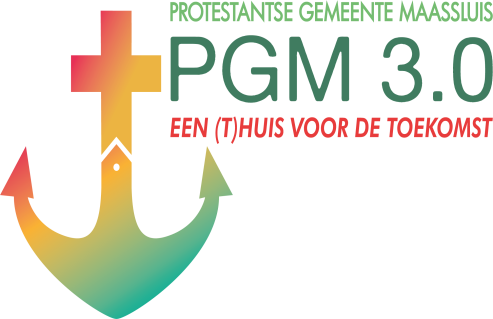 PROTESTANTSE GEMEENTE MAASSLUIS
PGM 3.0
EEN (T)HUIS VOOR DE TOEKOMST